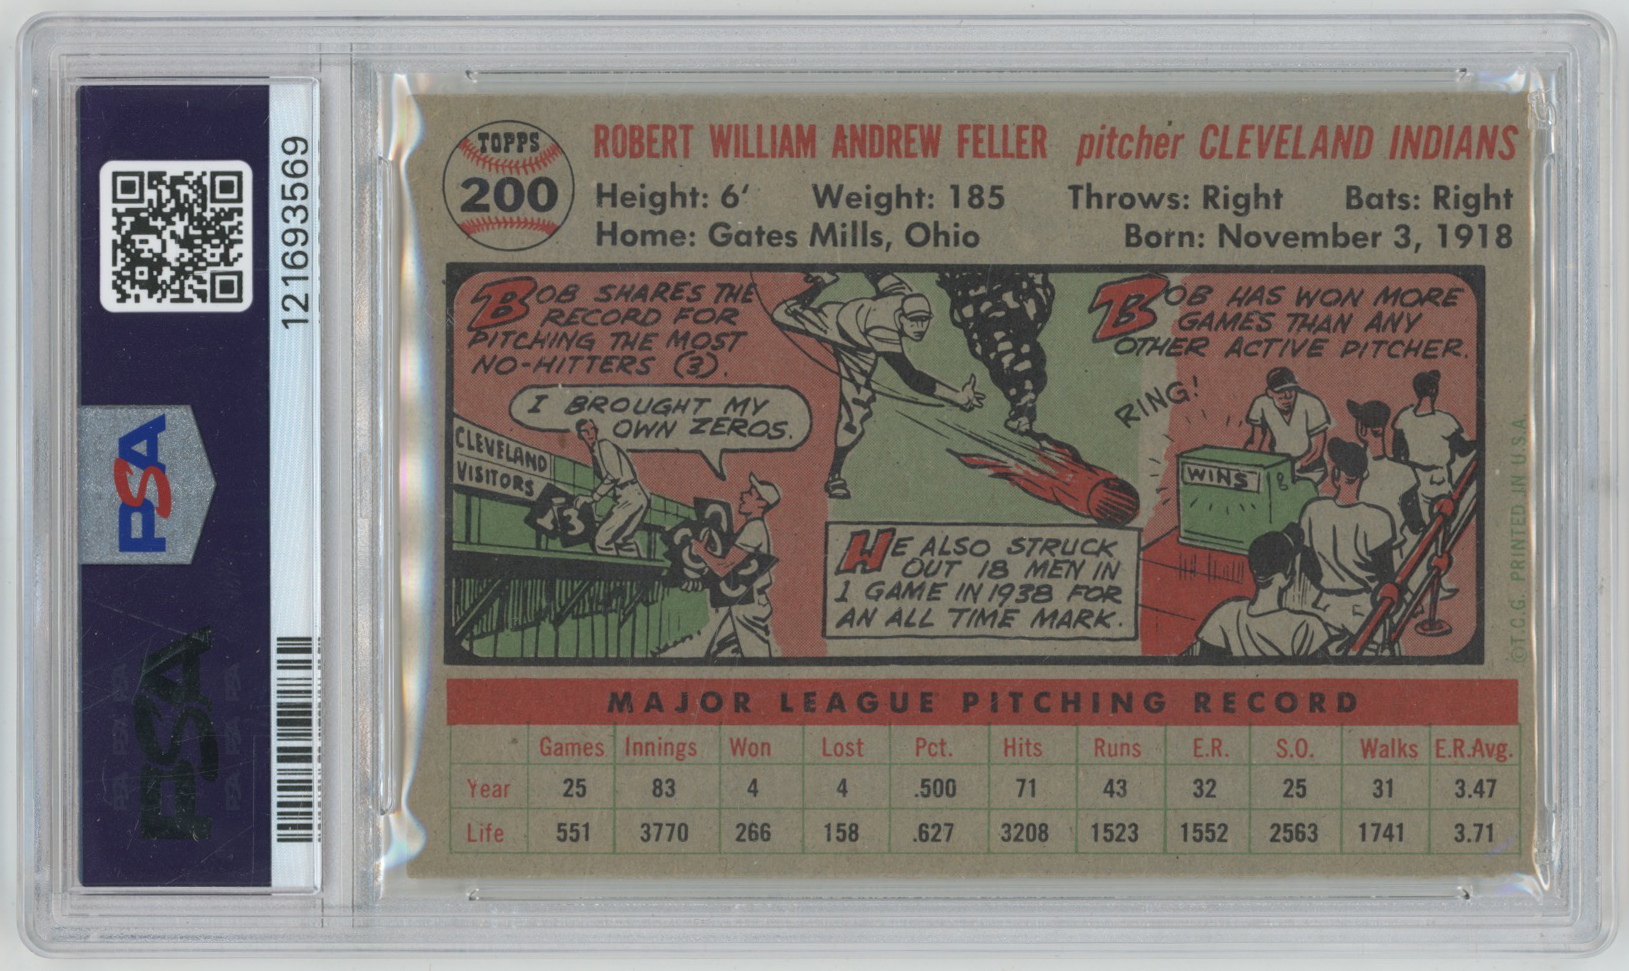 PSA
121693569
PSA
TOPPS
200
ROBERT WILLIAM ANDREW FELLER pitcher CLEVELAND INDIANS
Height: 6' Weight: 185 Throws: Right Bats: Right
Home: Gates Mills, Ohio Born: November 3, 1918
BOB SHARES THE
RECORD FOR
PITCHING THE MOST
NO-HITTERS (3).
I BROUGHT MY
OWN ZEROS.
CLEVELAND
VISITORS
3
HE ALSO STRUCK
OUT 18 MEN IN
1 GAME IN 1938 FOR
AN ALL TIME MARK.
BOB HAS WON MORE
GAMES THAN ANY
OTHER ACTIVE PITCHER.
RING!
WINS
©T.C.G. PRINTED IN U.S.A.
MAJOR LEAGUE PITCHING RECORD
Games Innings Won Lost Pct. Hits Runs E.R. S.O. Walks E.R.Avg.
Year 25 83 4 4 .500 71 43 32 25 31 3.47
Life 551 3770 266 158 .627 3208 1523 1552 2563 1741 3.71